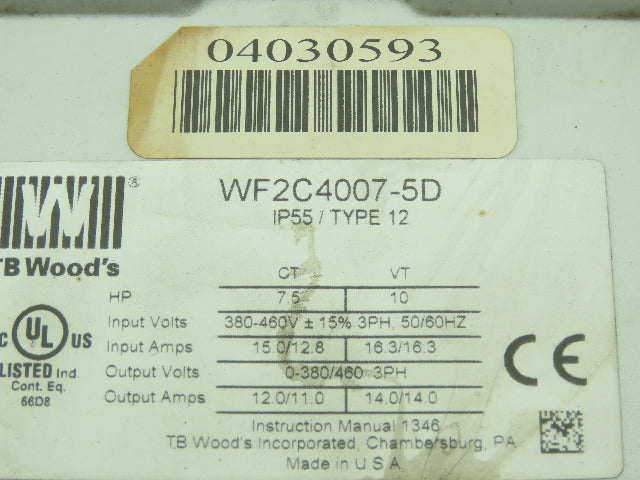 04030593
WF2C4007-5D
IP55 / TYPE 12
®
TB Wood's
CT VT
HP 7.5 10
Input Volts 380-460V ± 15% 3PH, 50/60HZ
Input Amps 15.0/12.8 16.3/16.3
Output Volts 0-380/460 3PH
Output Amps 12.0/11.0 14.0/14.0
C UL US
LISTED Ind.
Cont. Eq.
66D8
CE
Instruction Manual 1346
TB Wood's Incorporated, Chambersburg, PA
Made in U.S.A